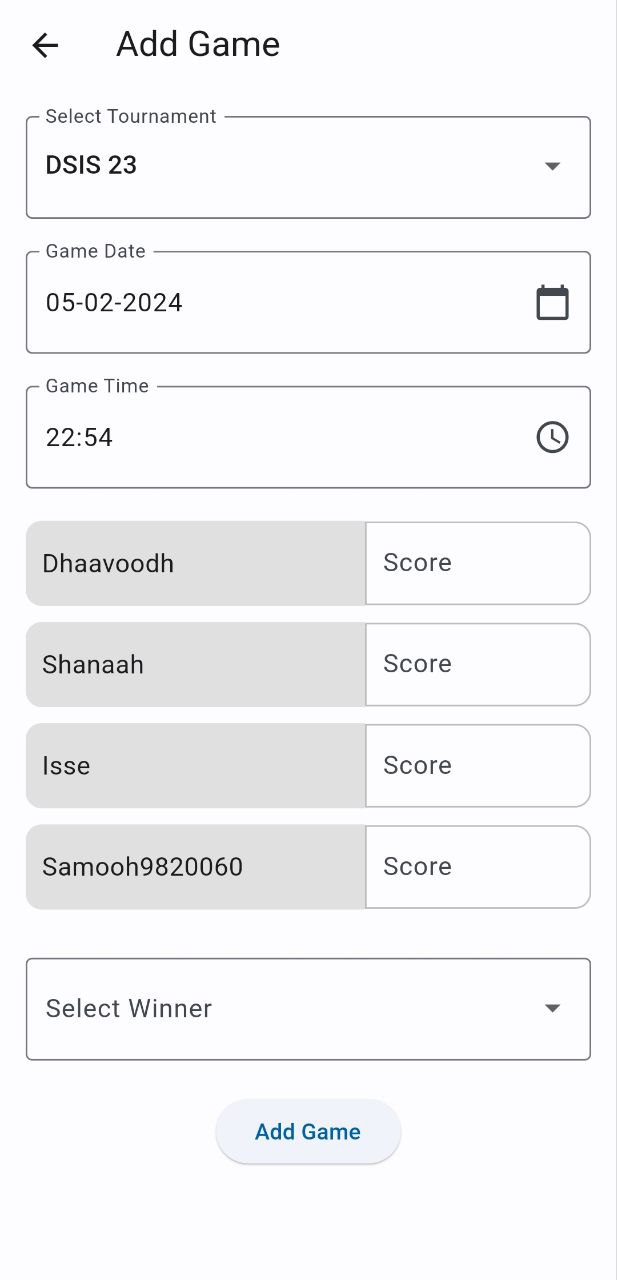 Add Game
Select Tournament
DSIS 23
Game Date
05-02-2024
Game Time
22:54
Dhaavoodh Score
Shanaah Score
Isse Score
Samooh9820060 Score
Select Winner
Add Game